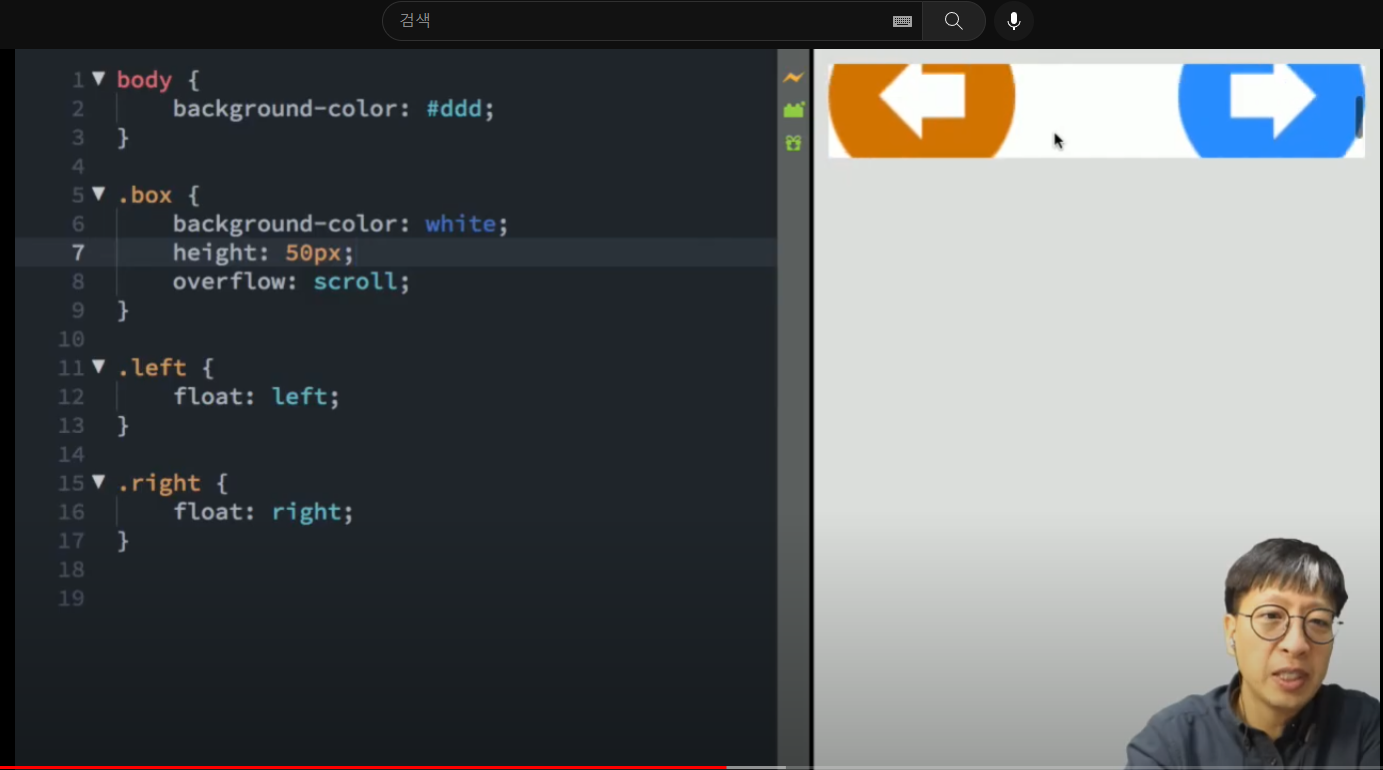 검색
1 ▼ body {
2 background-color: #ddd;
3 }
4
5 ▼ .box {
6 background-color: white;
7 height: 50px;
8 overflow: scroll;
9 }
10
11 ▼ .left {
12 float: left;
13 }
14
15 ▼ .right {
16 float: right;
17 }
18
19